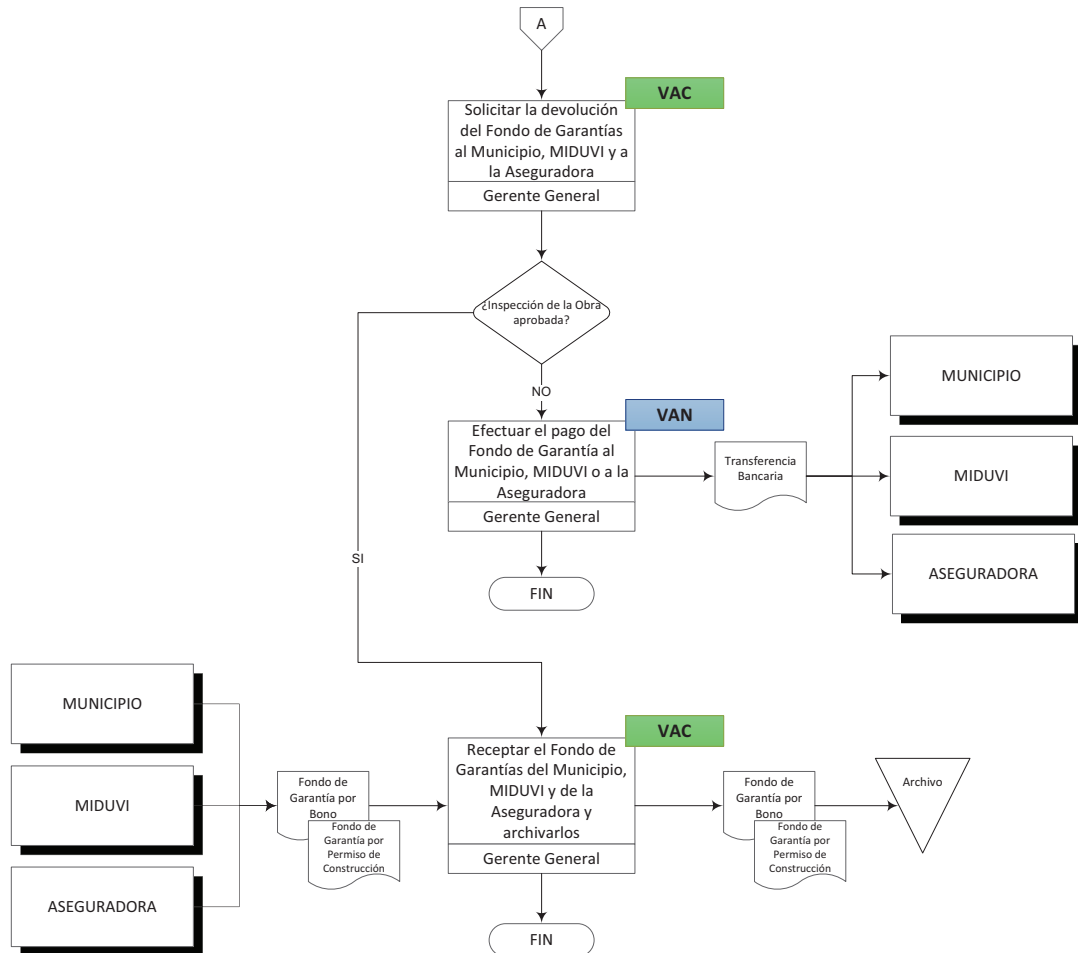 A
VAC
Solicitar la devolución
del Fondo de Garantías
al Municipio, MIDUVI y a
la Aseguradora
Gerente General
¿Inspección de la Obra
aprobada?
NO
SI
VAN
Efectuar el pago del
Fondo de Garantía al
Municipio, MIDUVI o a la
Aseguradora
Gerente General
Transferencia
Bancaria
MUNICIPIO
MIDUVI
ASEGURADORA
FIN
MUNICIPIO
MIDUVI
ASEGURADORA
Fondo de
Garantía por
Bono
Fondo de
Garantía por
Permiso de
Construcción
VAC
Receptar el Fondo de
Garantías del Municipio,
MIDUVI y de la
Aseguradora y
archivarlos
Gerente General
Fondo de
Garantía por
Bono
Fondo de
Garantía por
Permiso de
Construcción
Archivo
FIN